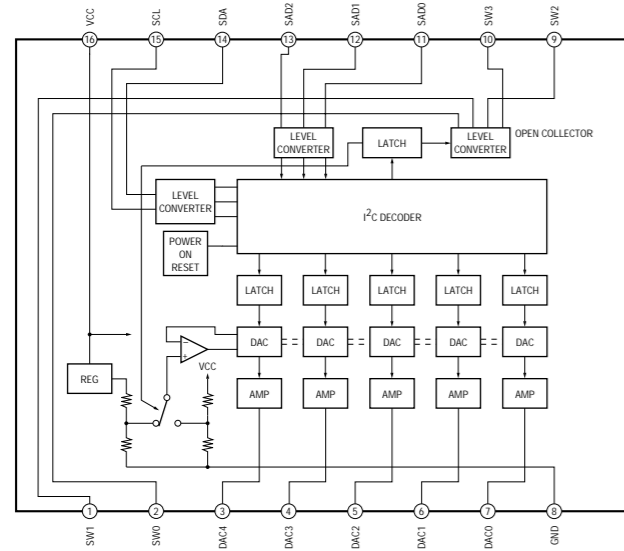 VCC
SCL
SDA
SAD2
SAD1
SAD0
SW3
SW2
16
15
14
13
12
11
10
9
LEVEL
CONVERTER
LATCH
LEVEL
CONVERTER
OPEN COLLECTOR
LEVEL
CONVERTER
I2C DECODER
POWER
ON
RESET
LATCH
LATCH
LATCH
LATCH
LATCH
DAC
DAC
DAC
DAC
DAC
−
+
VCC
REG
AMP
AMP
AMP
AMP
AMP
1
2
3
4
5
6
7
8
SW1
SW0
DAC4
DAC3
DAC2
DAC1
DAC0
GND